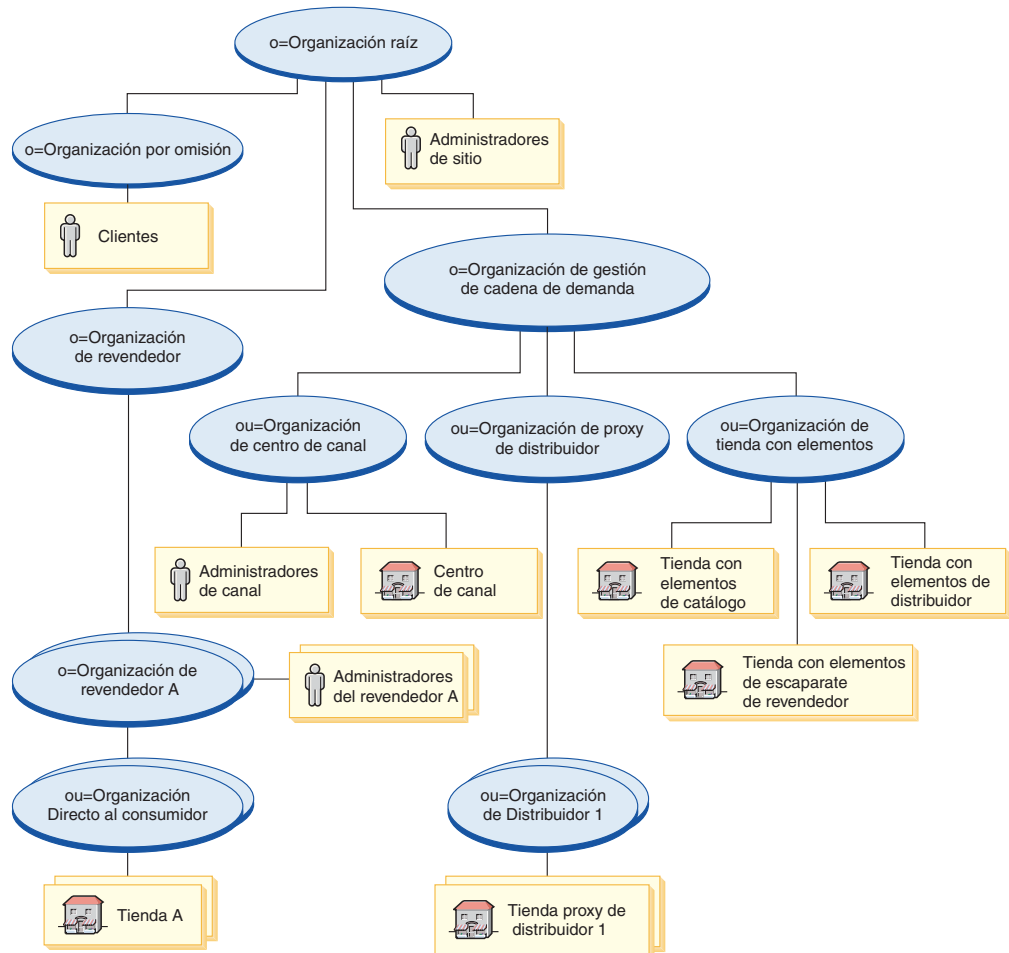 o=Organización raíz
o=Organización por omisión
Administradores
de sitio
Clientes
o=Organización de gestión
de cadena de demanda
o=Organización
de revendedor
ou=Organización
de centro de canal
ou=Organización de proxy
de distribuidor
ou=Organización de
tienda con elementos
Administradores
de canal
Centro
de canal
Tienda con
elementos
de catálogo
Tienda con
elementos de
distribuidor
o=Organización de
revendedor A
Administradores
del revendedor A
Tienda con elementos
de escaparate
de revendedor
ou=Organización
Directo al consumidor
ou=Organización
de Distribuidor 1
Tienda A
Tienda proxy de
distribuidor 1